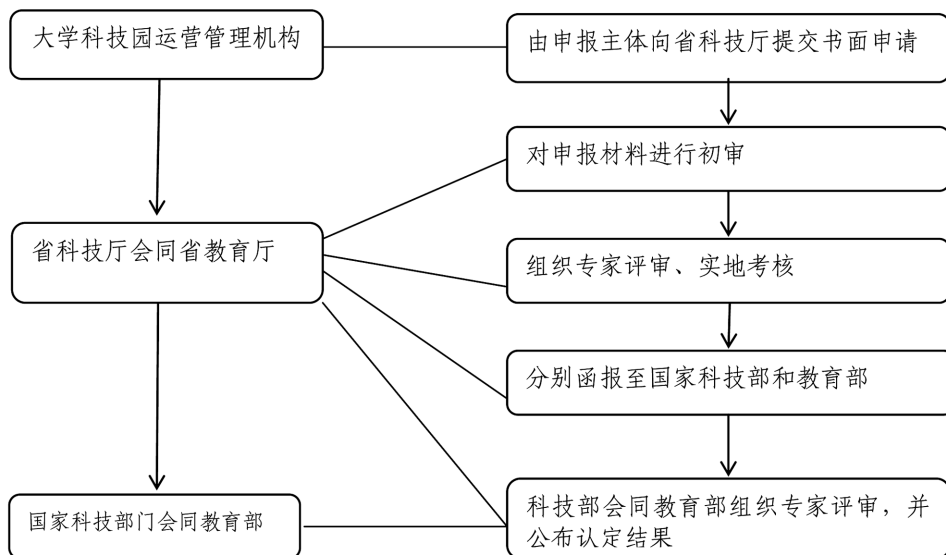 大学科技园运营管理机构
由申报主体向省科技厅提交书面申请
对申报材料进行初审
省科技厅会同省教育厅
组织专家评审、实地考核
分别函报至国家科技部和教育部
国家科技部门会同教育部
科技部会同教育部组织专家评审，并
公布认定结果